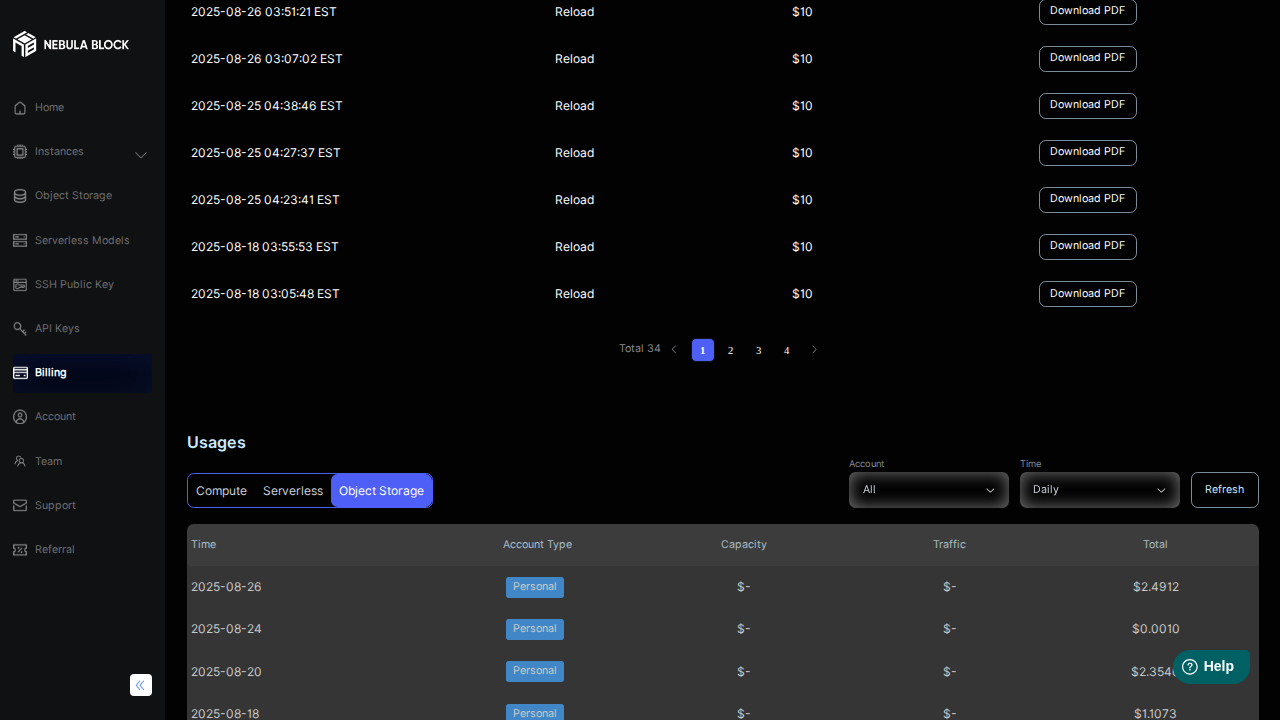 NEBULA BLOCK
Home
Instances
Object Storage
Serverless Models
SSH Public Key
API Keys
Billing
Account
Team
Support
Referral
2025-08-26 03:51:21 EST Reload $10 Download PDF
2025-08-26 03:07:02 EST Reload $10 Download PDF
2025-08-25 04:38:46 EST Reload $10 Download PDF
2025-08-25 04:27:37 EST Reload $10 Download PDF
2025-08-25 04:23:41 EST Reload $10 Download PDF
2025-08-18 03:55:53 EST Reload $10 Download PDF
2025-08-18 03:05:48 EST Reload $10 Download PDF
Total 34 1 2 3 4
Usages
Account Time
Compute Serverless Object Storage All Daily Refresh
Time Account Type Capacity Traffic Total
2025-08-26 Personal $- $- $2.4912
2025-08-24 Personal $- $- $0.0010
2025-08-20 Personal $- $-
Help
2025-08-18 Personal $- $- $1.1073